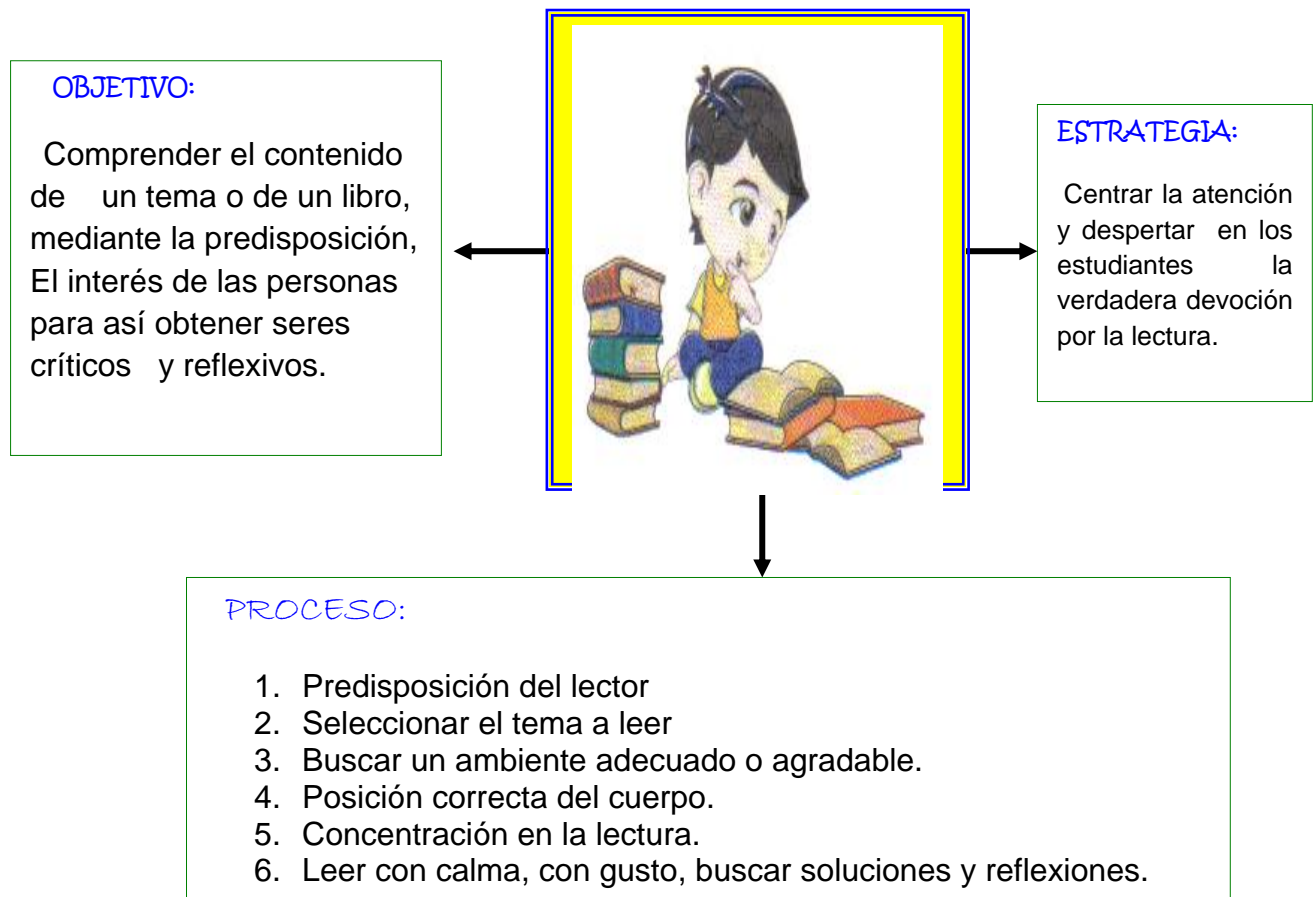 OBJETIVO:
Comprender el contenido
de un tema o de un libro,
mediante la predisposición,
El interés de las personas
para así obtener seres
críticos y reflexivos.
ESTRATEGIA:
Centrar la atención
y despertar en los
estudiantes la
verdadera devoción
por la lectura.
PROCESO:
1. Predisposición del lector
2. Seleccionar el tema a leer
3. Buscar un ambiente adecuado o agradable.
4. Posición correcta del cuerpo.
5. Concentración en la lectura.
6. Leer con calma, con gusto, buscar soluciones y reflexiones.